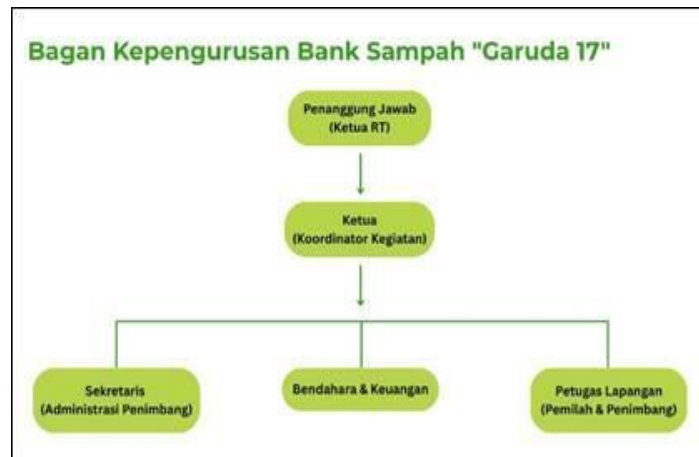 Bagan Kepengurusan Bank Sampah "Garuda 17"
Penanggung Jawab
(Ketua RT)
Ketua
(Koordinator Kegiatan)
Sekretaris
(Administrasi Penimbang)
Bendahara & Keuangan
Petugas Lapangan
(Pemilah & Penimbang)